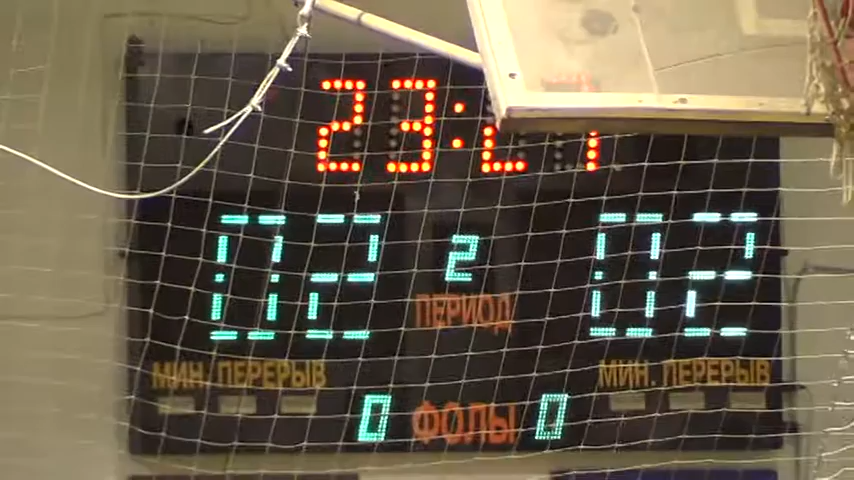 23:
02 2 02
ПЕРИОД
МИН. ПЕРЕРЫВ МИН. ПЕРЕРЫВ
0 ФОЛЫ 0